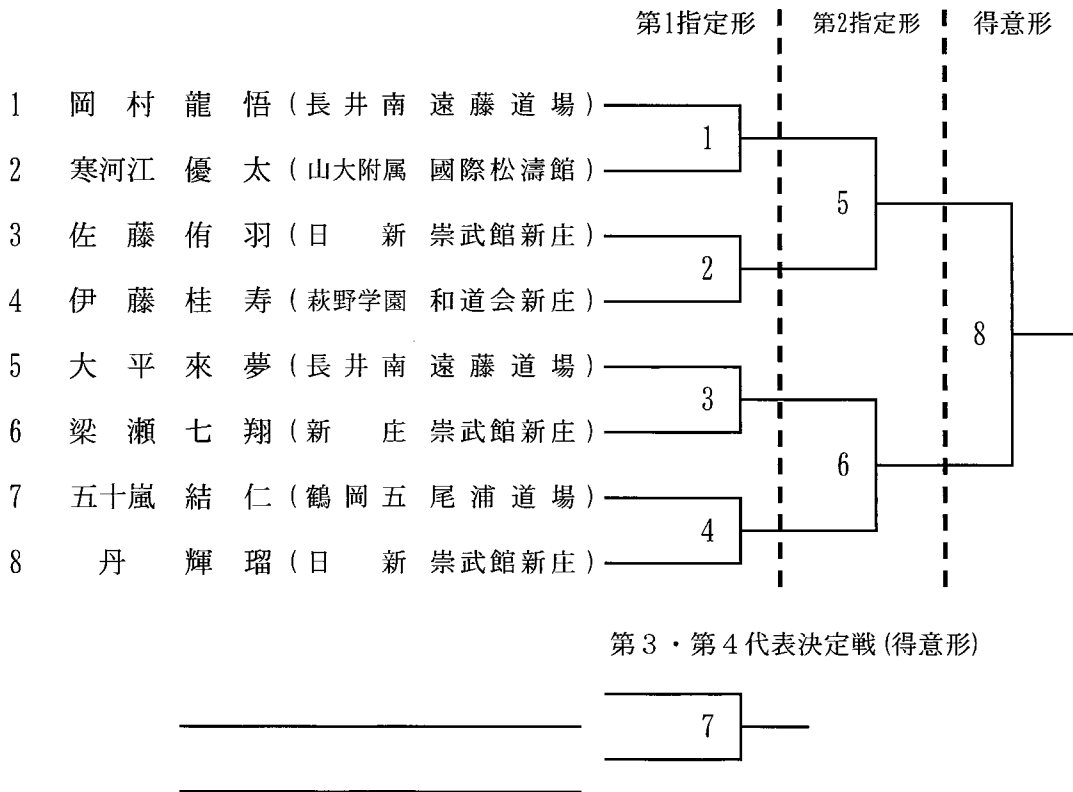 第1指定形 第2指定形 得意形
1 岡村龍悟(長井南 遠藤道場)
1
2 寒河江優太(山大附属 國際松濤館)
5
3 佐藤侑羽(日新 崇武館新庄)
2
4 伊藤桂寿(萩野学園 和道会新庄)
8
5 大平來夢(長井南 遠藤道場)
3
6 梁瀬七翔(新庄 崇武館新庄)
6
7 五十嵐結仁(鶴岡五 尾浦道場)
4
8 丹輝瑠(日新 崇武館新庄)
第3・第4代表決定戦(得意形)
7